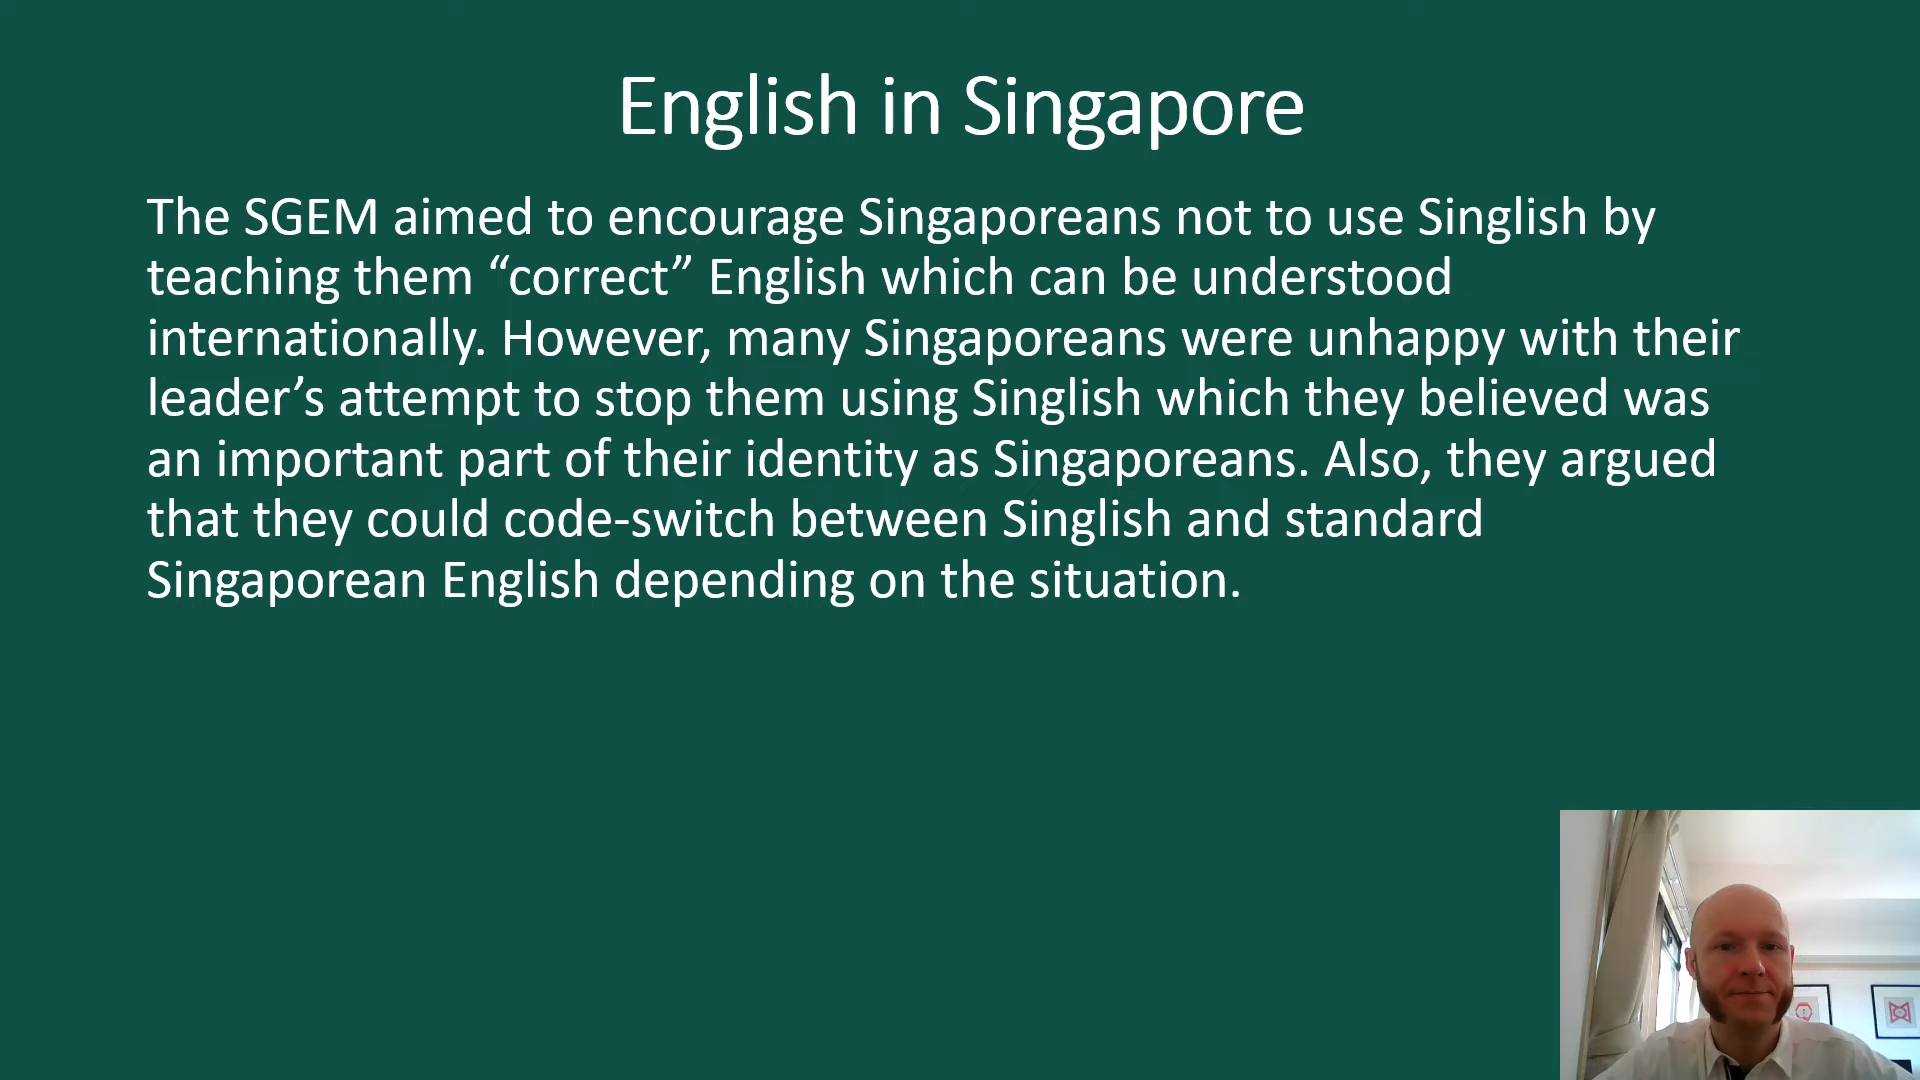 English in Singapore
The SGEM aimed to encourage Singaporeans not to use Singlish by
teaching them “correct” English which can be understood
internationally. However, many Singaporeans were unhappy with their
leader’s attempt to stop them using Singlish which they believed was
an important part of their identity as Singaporeans. Also, they argued
that they could code-switch between Singlish and standard
Singaporean English depending on the situation.